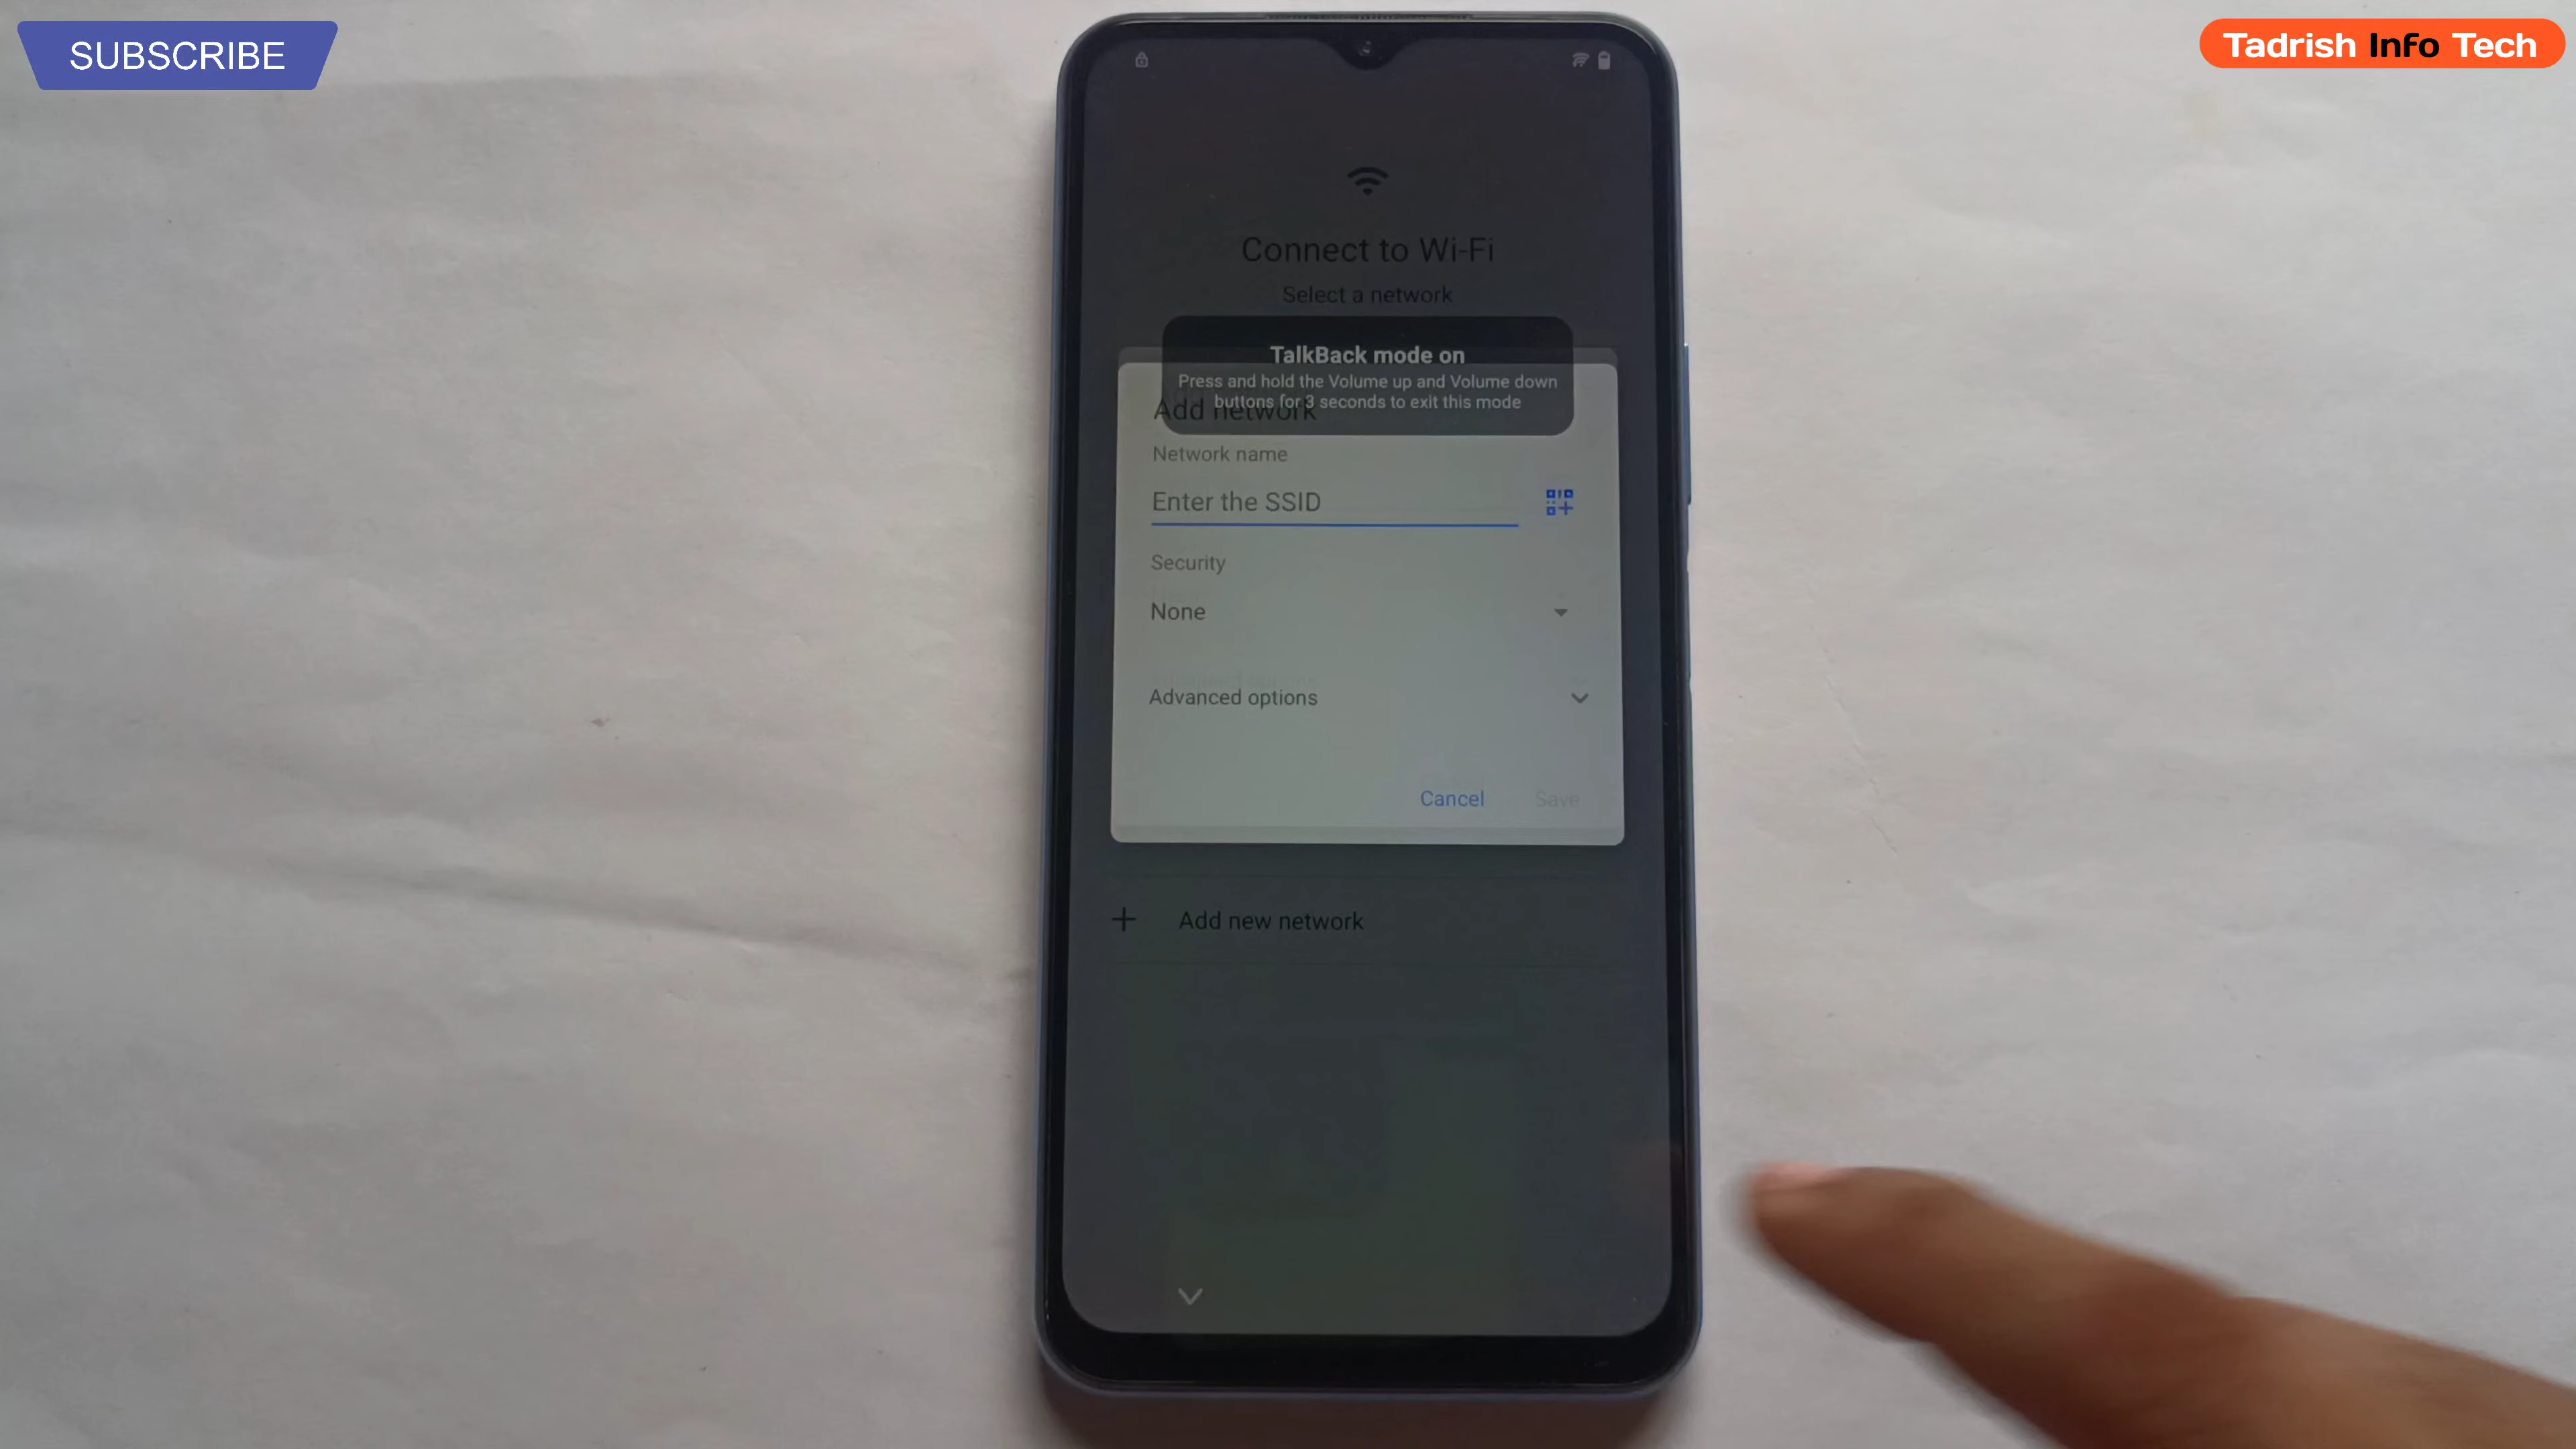 SUBSCRIBE
Tadrish Info Tech
Connect to Wi-Fi
Select a network
TalkBack mode on
Press and hold the Volume up and Volume down
buttons for 3 seconds to exit this mode
Add network
Network name
Enter the SSID
Security
None
Advanced options
Cancel Save
+ Add new network